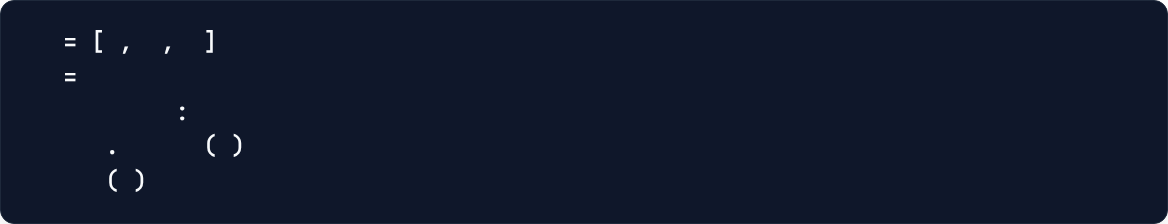 = [ ,  ,  ]
=
:
.      ( )
( )